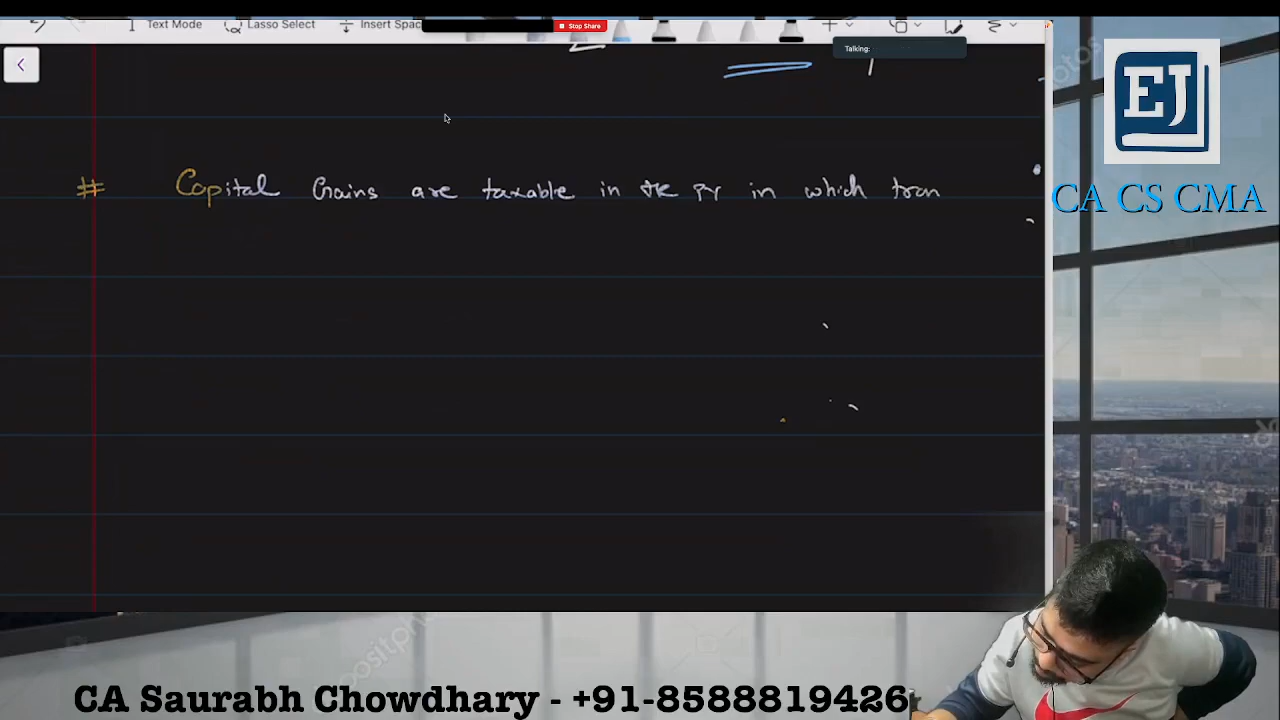 Text Mode
Lasso Select
Insert Spac
Stop Share
Talking:
# Capital Gains are taxable in the PY in which tran
EJ
CA CS CMA
CA Saurabh Chowdhary - +91-8588819426